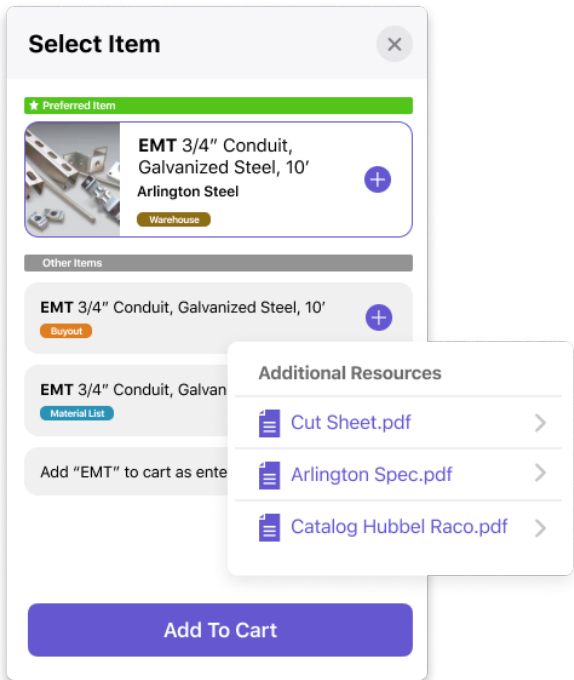 Select Item
Preferred Item
EMT 3/4” Conduit,
Galvanized Steel, 10’
Arlington Steel
Warehouse
Other Items
EMT 3/4” Conduit, Galvanized Steel, 10’
Buyout
EMT 3/4” Conduit, Galvan
Material List
Add “EMT” to cart as ente
Additional Resources
Cut Sheet.pdf
Arlington Spec.pdf
Catalog Hubbel Raco.pdf
Add To Cart